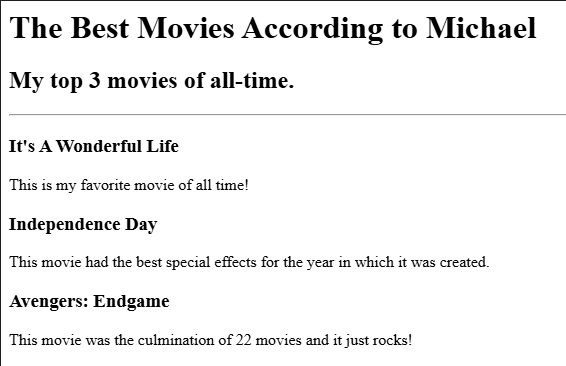 The Best Movies According to Michael
My top 3 movies of all-time.
It's A Wonderful Life
This is my favorite movie of all time!
Independence Day
This movie had the best special effects for the year in which it was created.
Avengers: Endgame
This movie was the culmination of 22 movies and it just rocks!